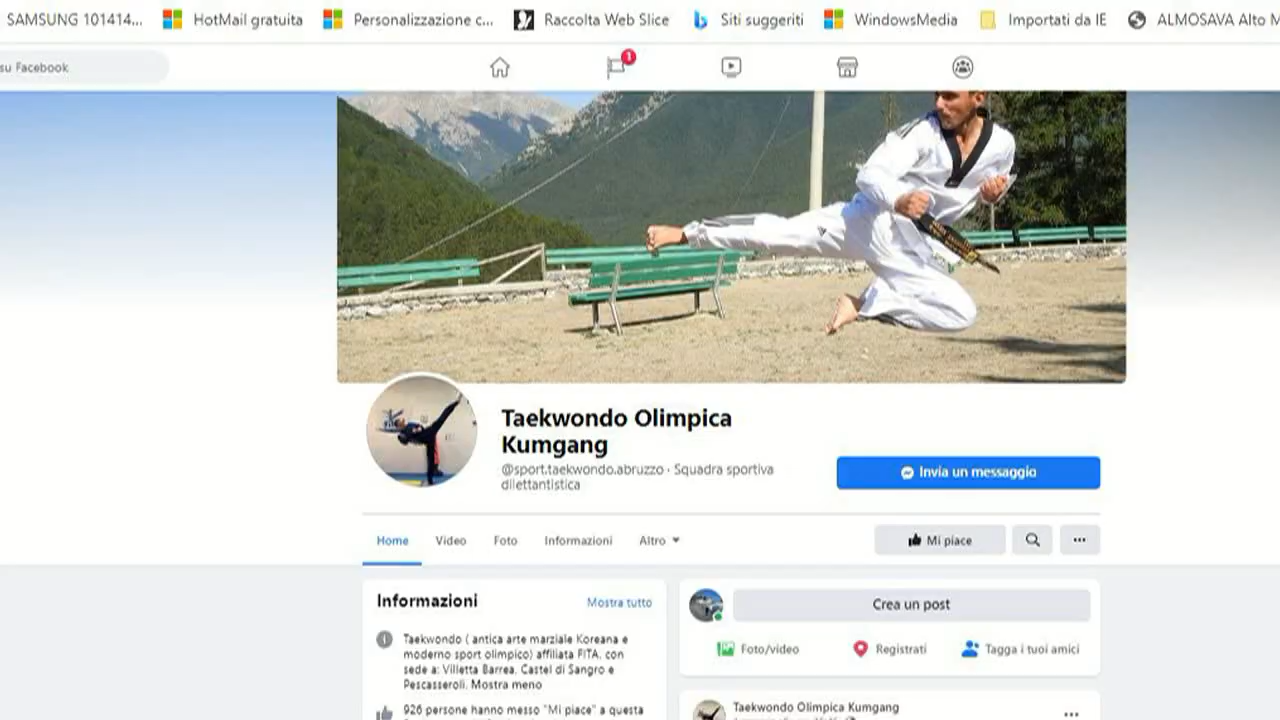 SAMSUNG 101414...
HotMail gratuita
Personalizzazione c...
Raccolta Web Slice
Siti suggeriti
WindowsMedia
Importati da IE
ALMOSAVA Alto M
su Facebook
1
Taekwondo Olimpica
Kumgang
@sport.taekwondo.abruzzo · Squadra sportiva
dilettantistica
Invia un messaggio
Home
Video
Foto
Informazioni
Altro
Mi piace
Informazioni
Mostra tutto
Taekwondo ( antica arte marziale Koreana e
moderno sport olimpico) affiliata FITA, con
sede a: Villetta Barrea, Castel di Sangro e
Pescasseroli. Mostra meno
926 persone hanno messo "Mi piace" a questa
Crea un post
Foto/video
Registrati
Tagga i tuoi amici
Taekwondo Olimpica Kumgang